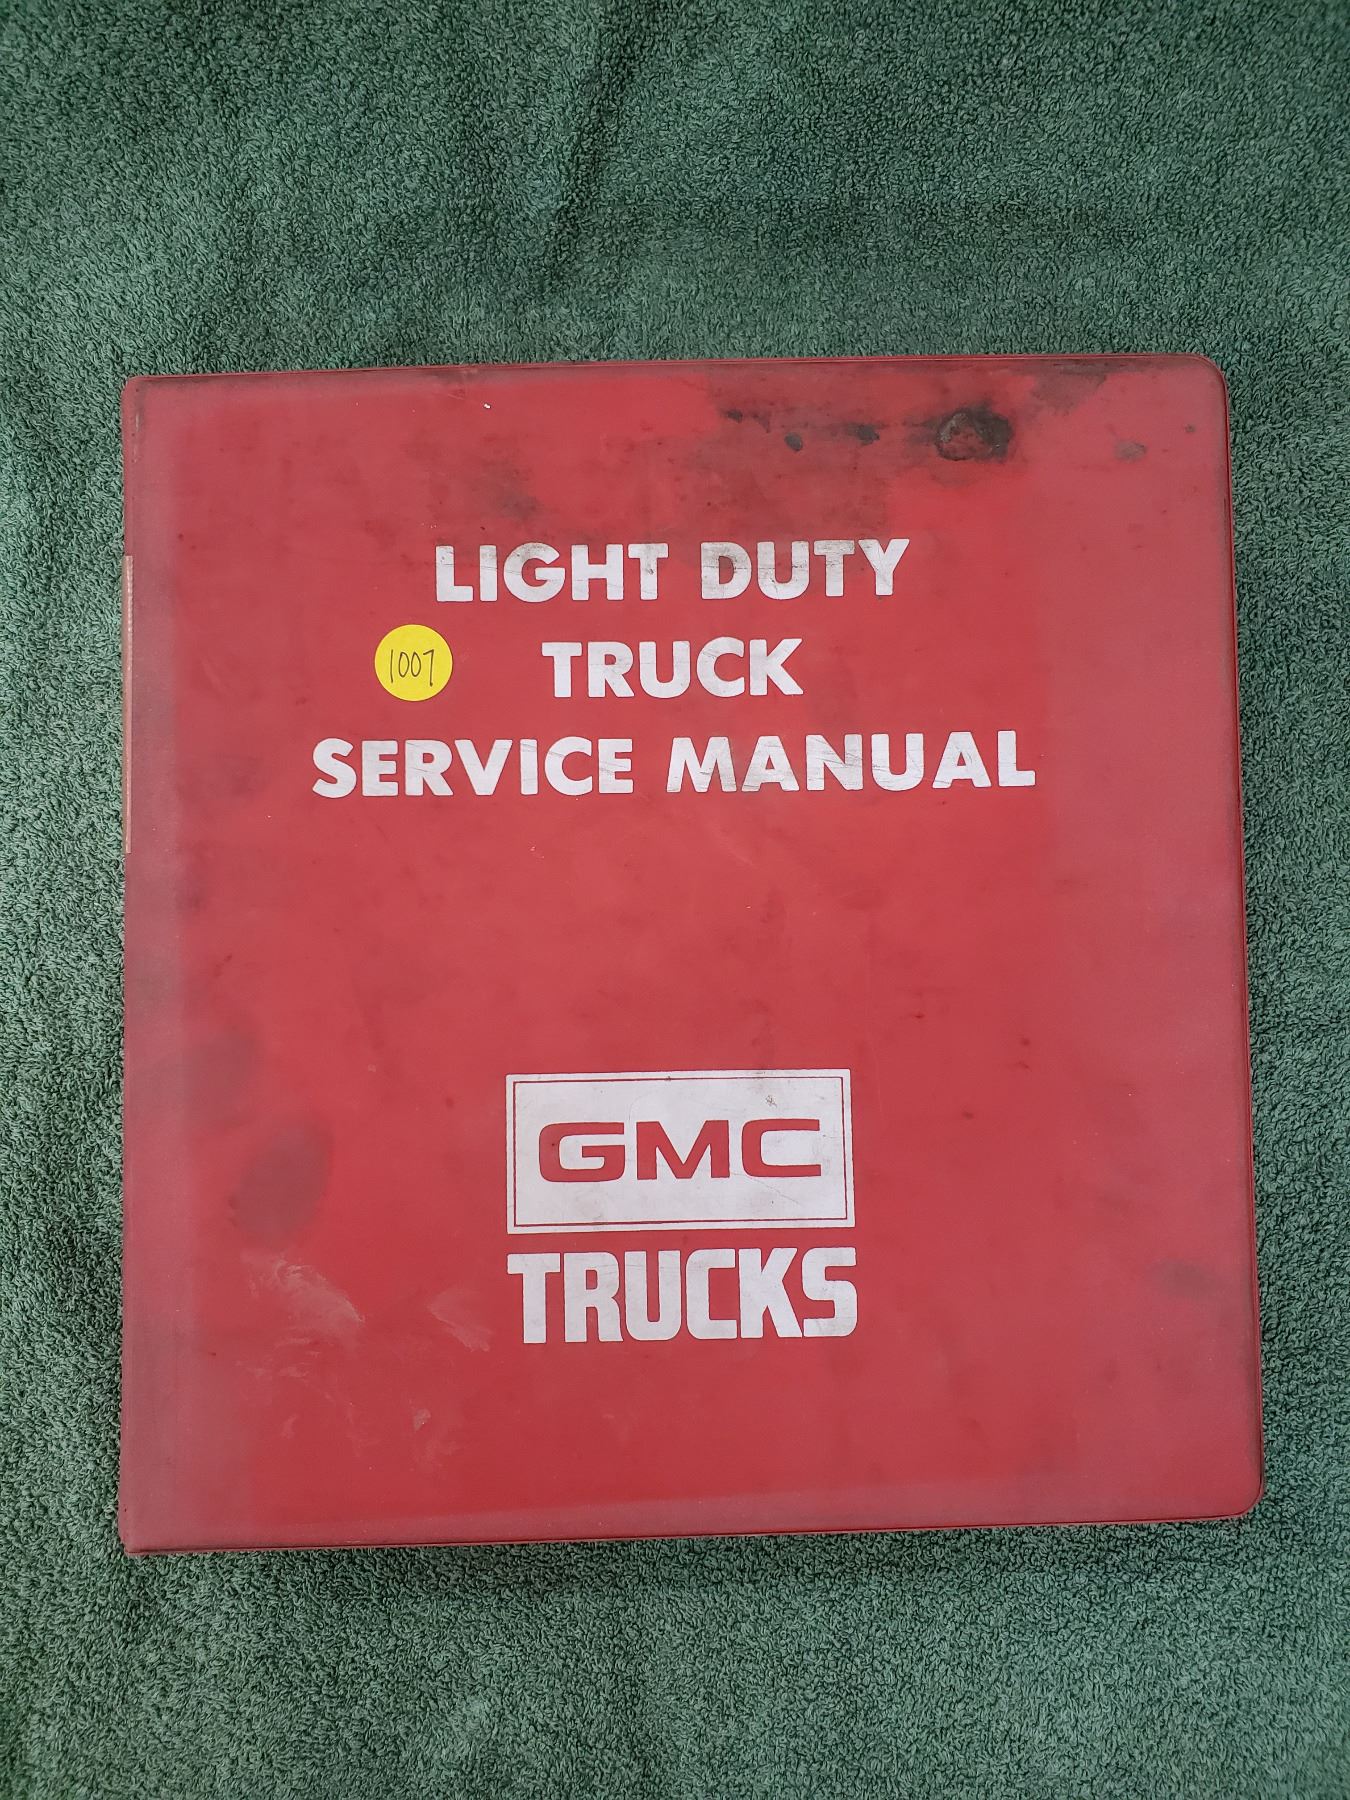 LIGHT DUTY
1007
TRUCK
SERVICE MANUAL
GMC
TRUCKS